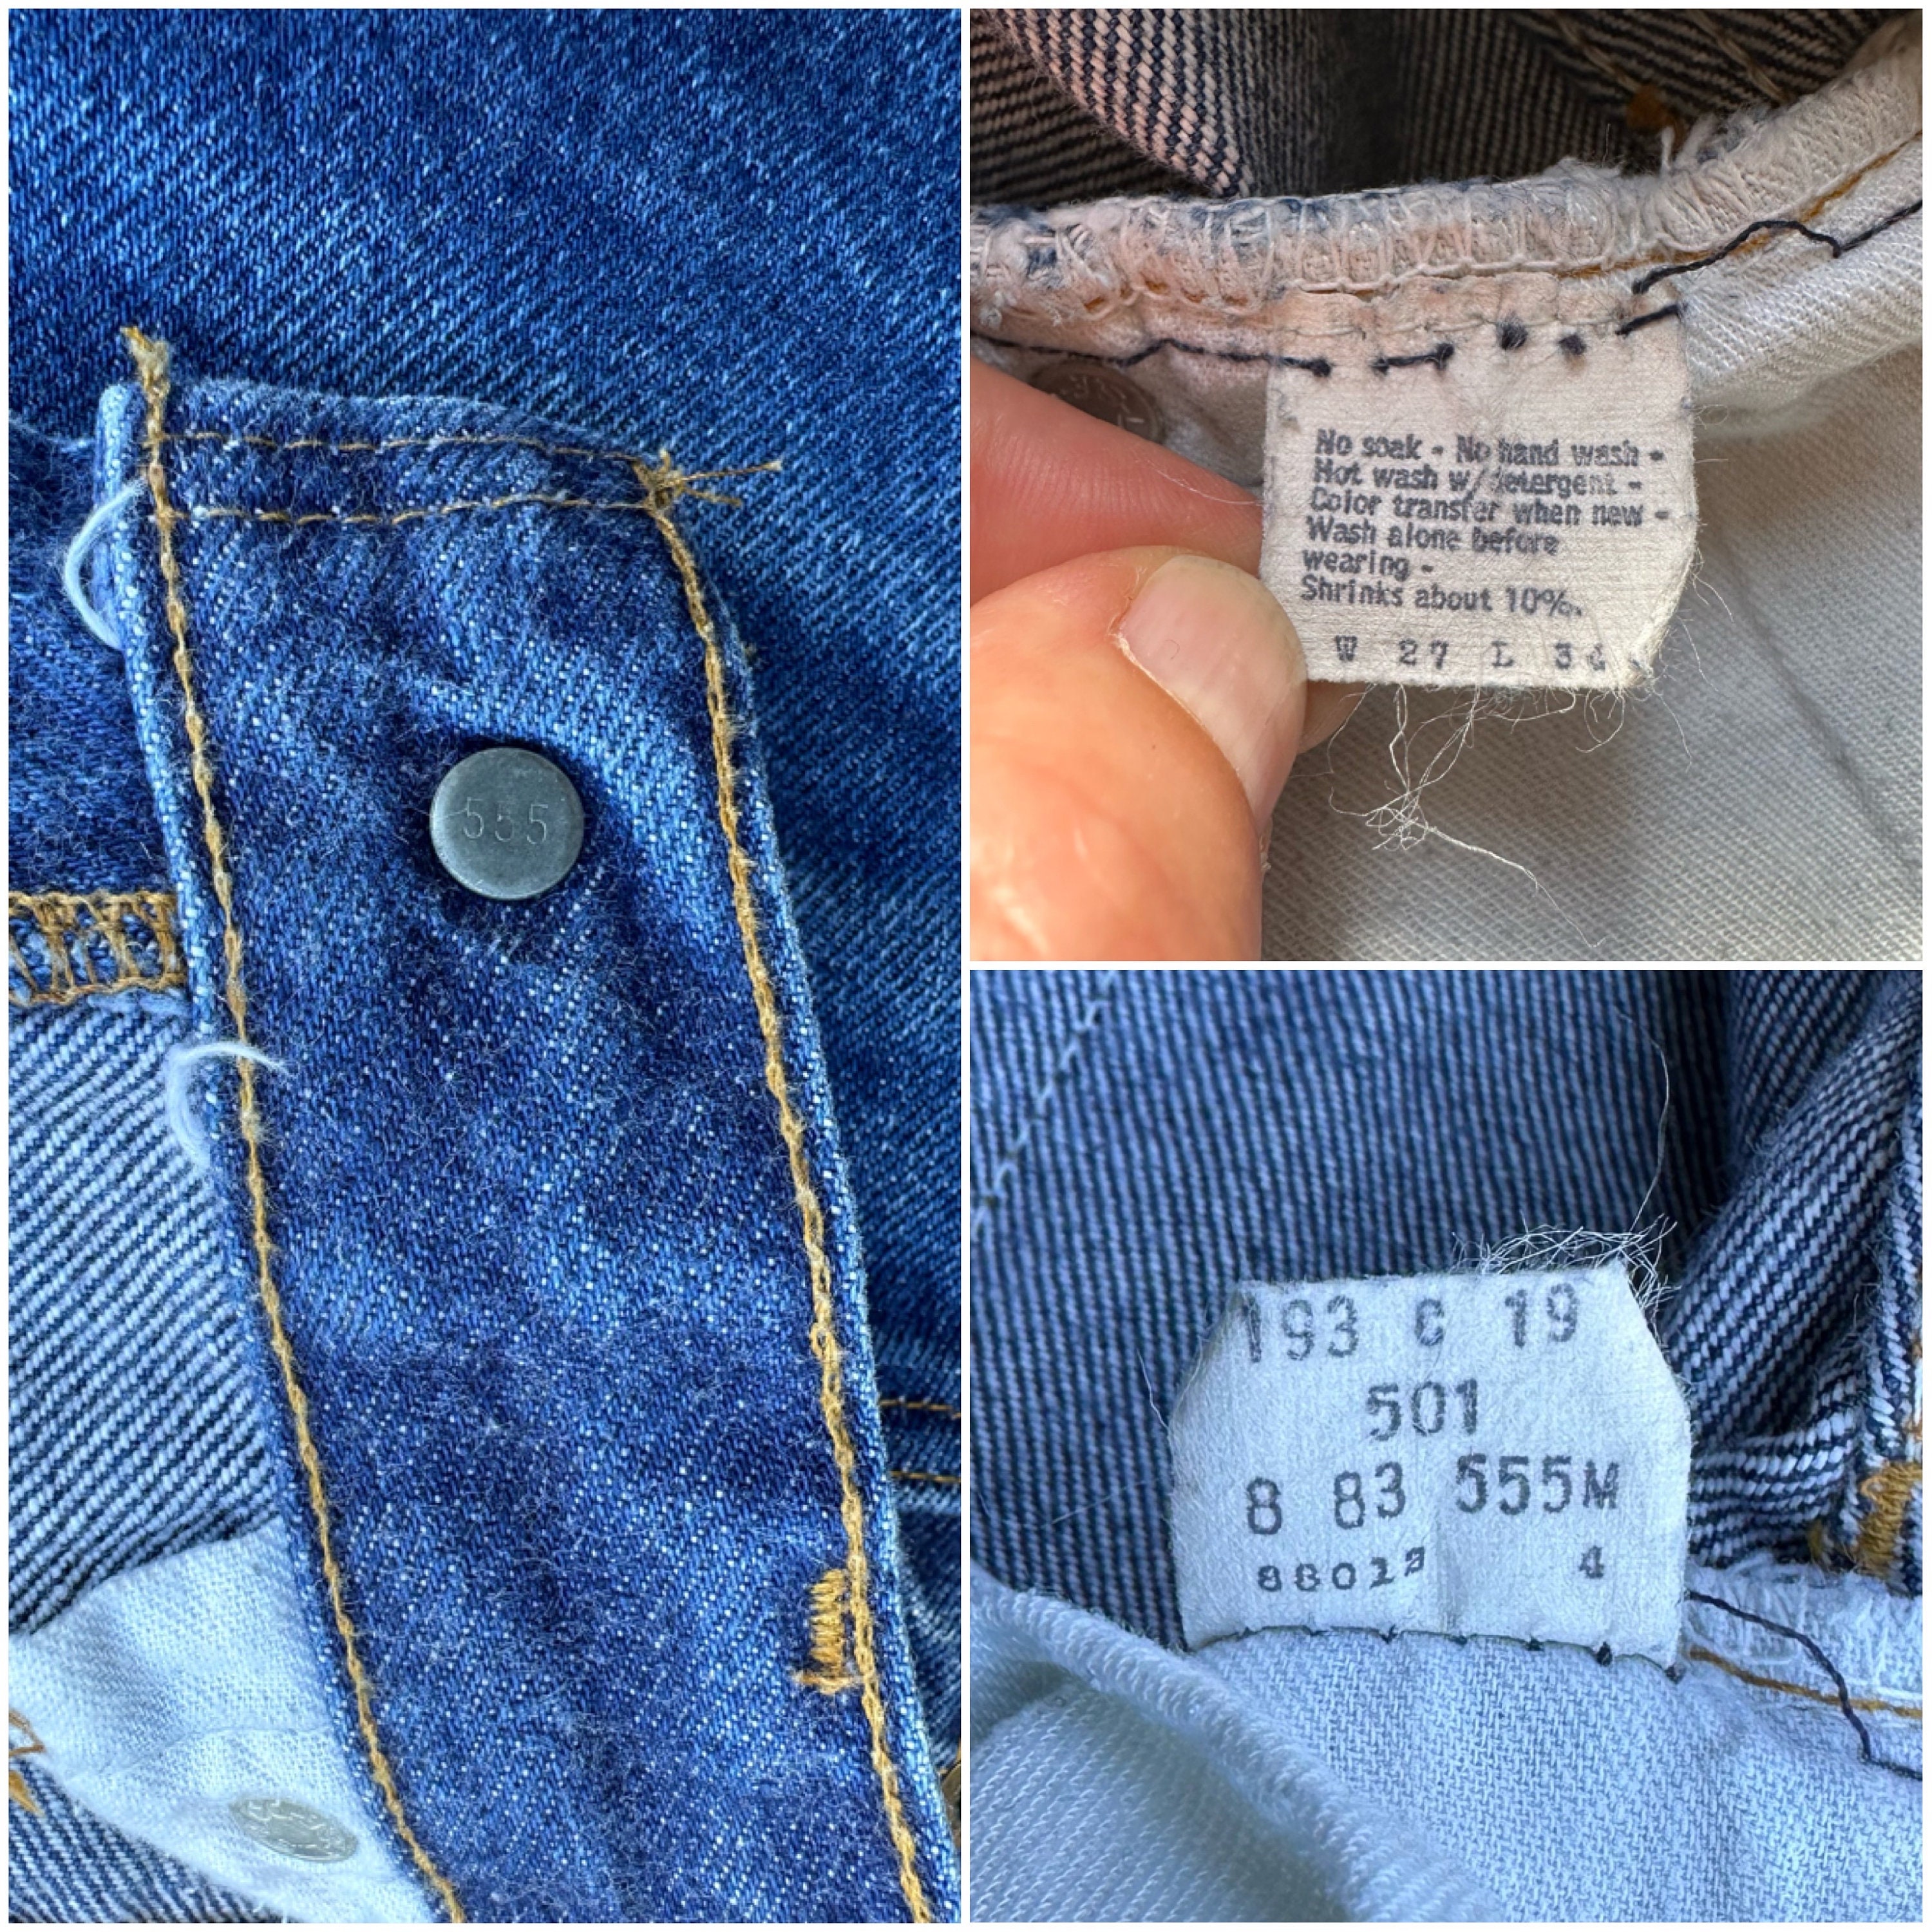 555
No soak - No hand wash -
Hot wash w/detergent -
Color transfer when new -
Wash alone before
wearing -
Shrinks about 10%.
W 27 L
193 C 19
501
8 83 555M
4